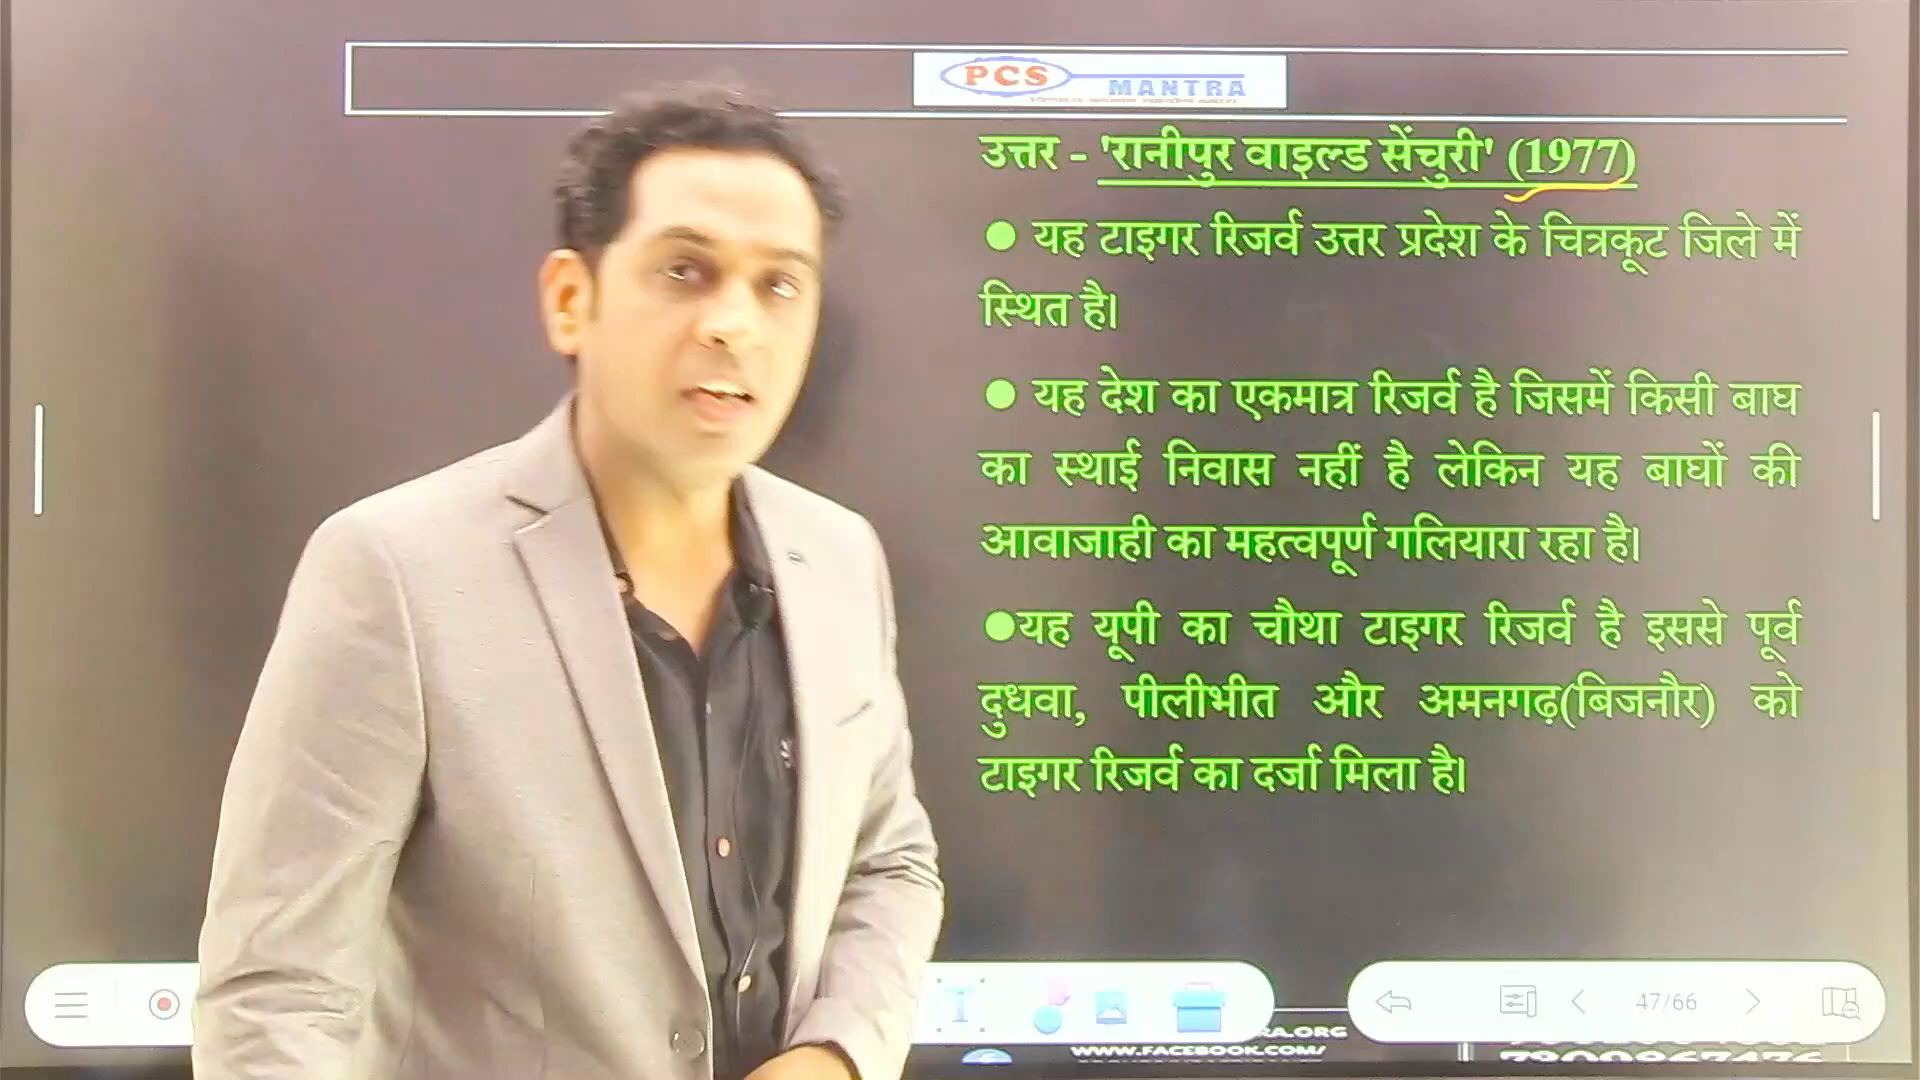 PCS
MANTRA
उत्तर - 'रानीपुर वाइल्ड सेंचुरी' (1977)
● यह टाइगर रिजर्व उत्तर प्रदेश के चित्रकूट जिले में
स्थित है।
● यह देश का एकमात्र रिजर्व है जिसमें किसी बाघ
का स्थाई निवास नहीं है लेकिन यह बाघों की
आवाजाही का महत्वपूर्ण गलियारा रहा है।
●यह यूपी का चौथा टाइगर रिजर्व है इससे पूर्व
दुधवा, पीलीभीत और अमनगढ़(बिजनौर) को
टाइगर रिजर्व का दर्जा मिला है।
T
47/66
RA.ORG
WWW.FACEBOOK.COM/